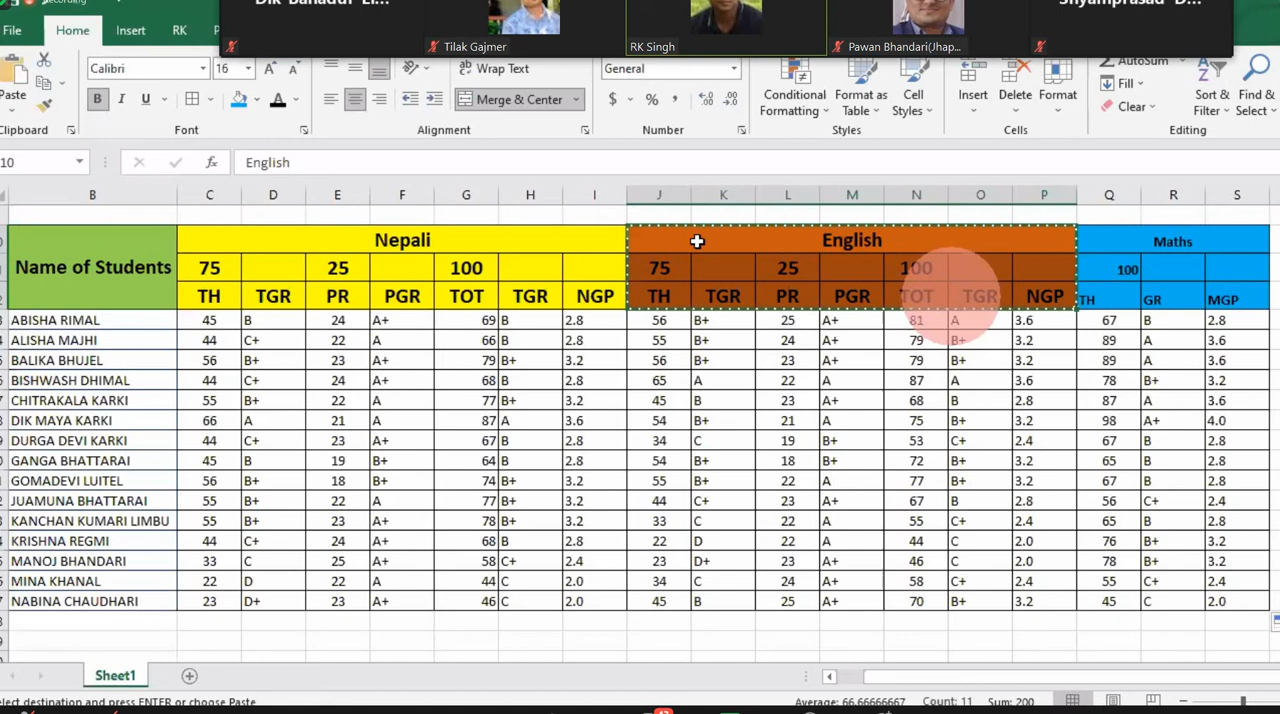 Recording
Dik Bahadur Li...
Tilak Gajmer
RK Singh
Pawan Bhandari(Jhap...
Shyamprasad D...
File Home Insert RK
Calibri 16 Wrap Text General AutoSum
Paste B I U Merge & Center $ % Conditional Formatting Format as Table Cell Styles Insert Delete Format Fill Clear Sort & Filter Find & Select
Clipboard Font Alignment Number Styles Cells Editing
10 fx English
B C D E F G H I J K L M N O P Q R S
Name of Students Nepali English Maths
75 25 100 75 25 100 100
TH TGR PR PGR TOT TGR NGP TH TGR PR PGR TOT TGR NGP TH GR MGP
ABISHA RIMAL 45 B 24 A+ 69 B 2.8 56 B+ 25 A+ 81 A 3.6 67 B 2.8
ALISHA MAJHI 44 C+ 22 A 66 B 2.8 55 B+ 24 A+ 79 B+ 3.2 89 A 3.6
BALIKA BHUJEL 56 B+ 23 A+ 79 B+ 3.2 56 B+ 23 A+ 79 B+ 3.2 89 A 3.6
BISHWASH DHIMAL 44 C+ 24 A+ 68 B 2.8 65 A 22 A 87 A 3.6 78 B+ 3.2
CHITRAKALA KARKI 55 B+ 22 A 77 B+ 3.2 45 B 23 A+ 68 B 2.8 87 A 3.6
DIK MAYA KARKI 66 A 21 A 87 A 3.6 54 B+ 21 A 75 B+ 3.2 98 A+ 4.0
DURGA DEVI KARKI 44 C+ 23 A+ 67 B 2.8 34 C 19 B+ 53 C+ 2.4 67 B 2.8
GANGA BHATTARAI 45 B 19 B+ 64 B 2.8 54 B+ 18 B+ 72 B+ 3.2 65 B 2.8
GOMADEVI LUITEL 56 B+ 18 B+ 74 B+ 3.2 55 B+ 22 A 77 B+ 3.2 67 B 2.8
JUAMUNA BHATTARAI 55 B+ 22 A 77 B+ 3.2 44 C+ 23 A+ 67 B 2.8 56 C+ 2.4
KANCHAN KUMARI LIMBU 55 B+ 23 A+ 78 B+ 3.2 33 C 22 A 55 C+ 2.4 65 B 2.8
KRISHNA REGMI 44 C+ 24 A+ 68 B 2.8 22 D 22 A 44 C 2.0 76 B+ 3.2
MANOJ BHANDARI 33 C 25 A+ 58 C+ 2.4 23 D+ 23 A+ 46 C 2.0 78 B+ 3.2
MINA KHANAL 22 D 22 A 44 C 2.0 34 C 24 A+ 58 C+ 2.4 55 C+ 2.4
NABINA CHAUDHARI 23 D+ 23 A+ 46 C 2.0 45 B 25 A+ 70 B+ 3.2 45 C 2.0
Sheet1
select destination and press ENTER or choose Paste Average: 66.66666667 Count: 11 Sum: 200